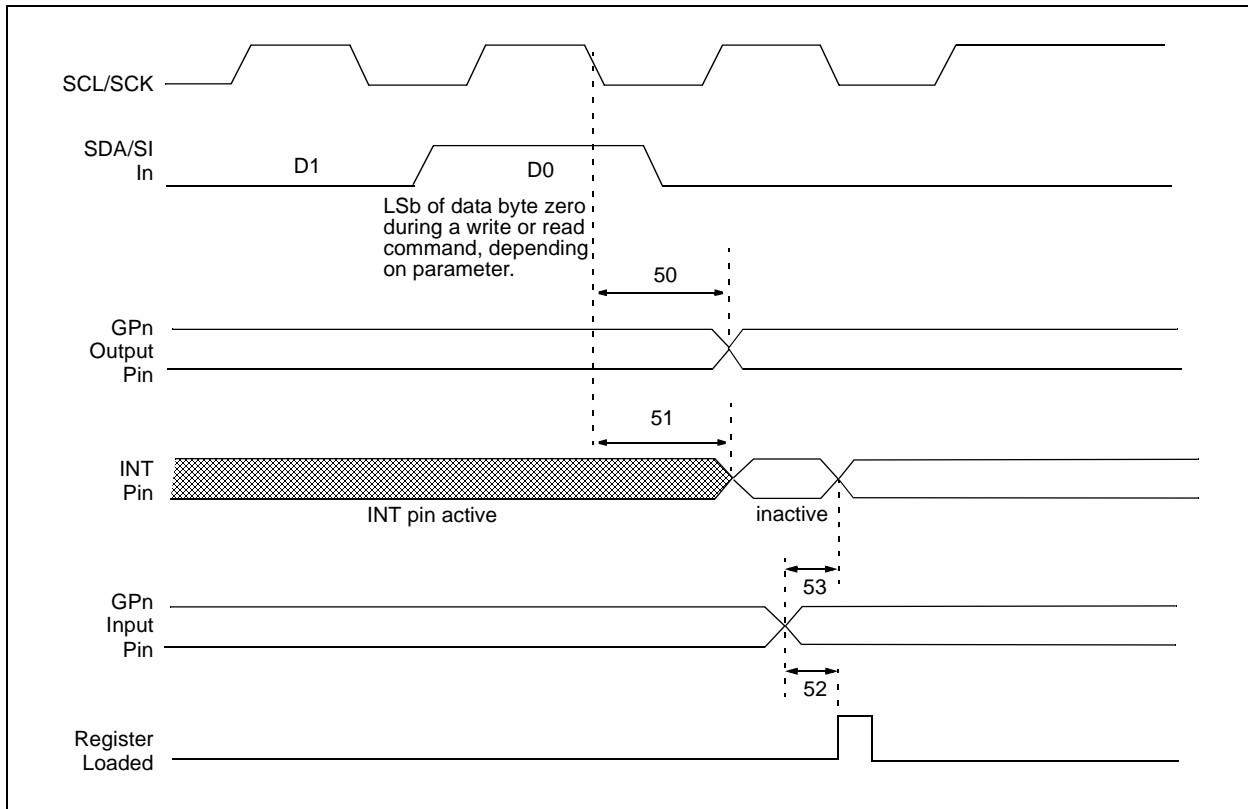 SCL/SCK
SDA/SI
In
D1
D0
LSb of data byte zero
during a write or read
command, depending
on parameter.
50
GPn
Output
Pin
51
INT
Pin
INT pin active
inactive
53
GPn
Input
Pin
52
Register
Loaded